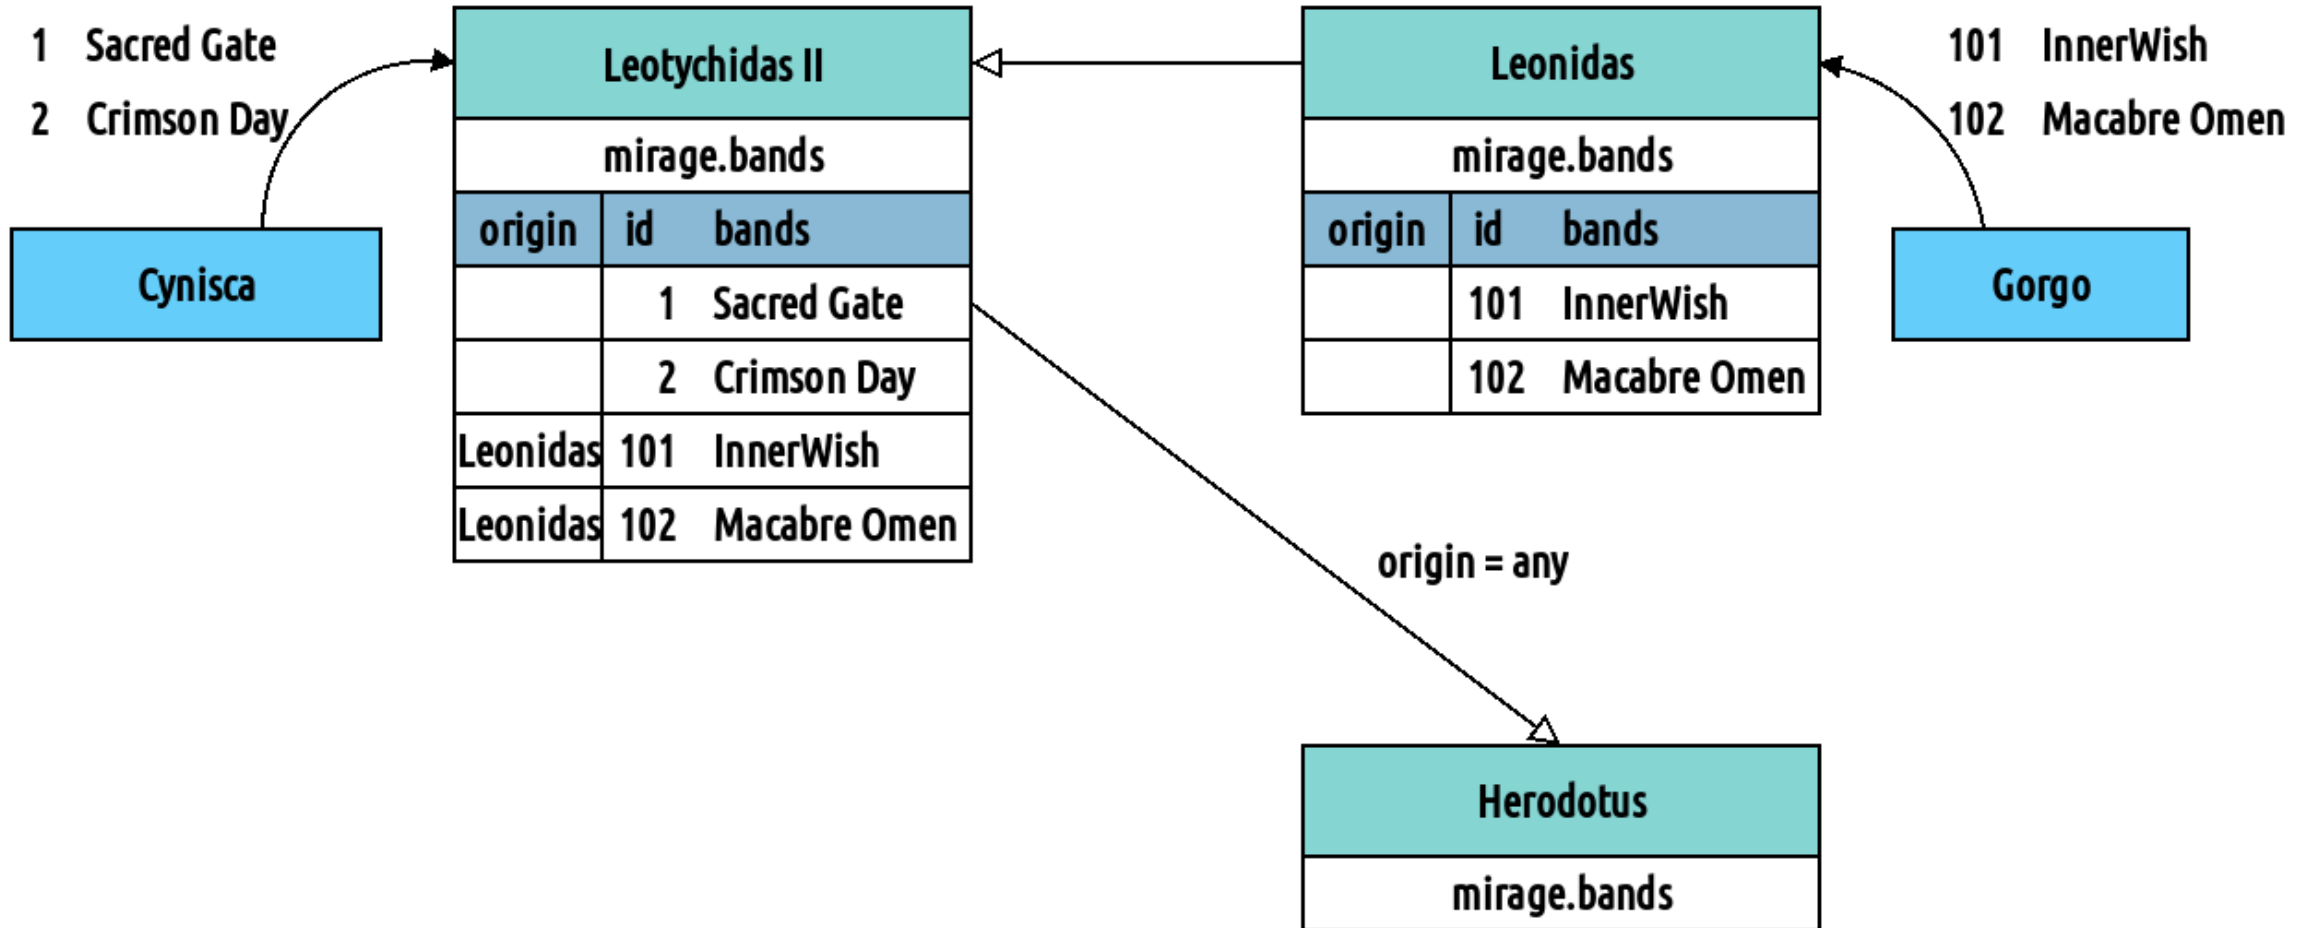 1 Sacred Gate
2 Crimson Day
Cynisca
Leotychidas II
mirage.bands
origin id bands
1 Sacred Gate
2 Crimson Day
Leonidas 101 InnerWish
Leonidas 102 Macabre Omen
Leonidas
mirage.bands
origin id bands
101 InnerWish
102 Macabre Omen
101 InnerWish
102 Macabre Omen
Gorgo
origin = any
Herodotus
mirage.bands